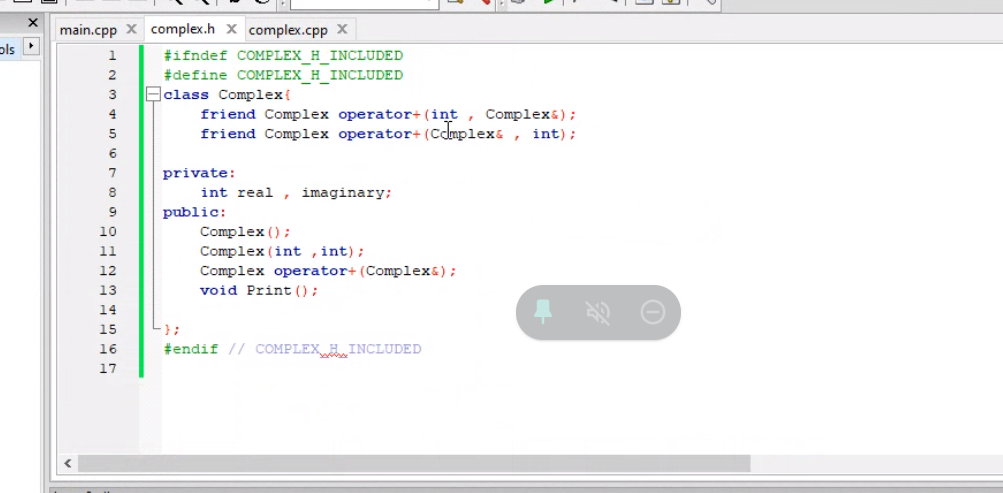 main.cpp X complex.h X complex.cpp X
ols
1 #ifndef COMPLEX_H_INCLUDED
2 #define COMPLEX_H_INCLUDED
3 class Complex{
4 friend Complex operator+(int , Complex&);
5 friend Complex operator+(Complex& , int);
6
7 private:
8 int real , imaginary;
9 public:
10 Complex();
11 Complex(int ,int);
12 Complex operator+(Complex&);
13 void Print();
14
15 };
16 #endif // COMPLEX_H_INCLUDED
17